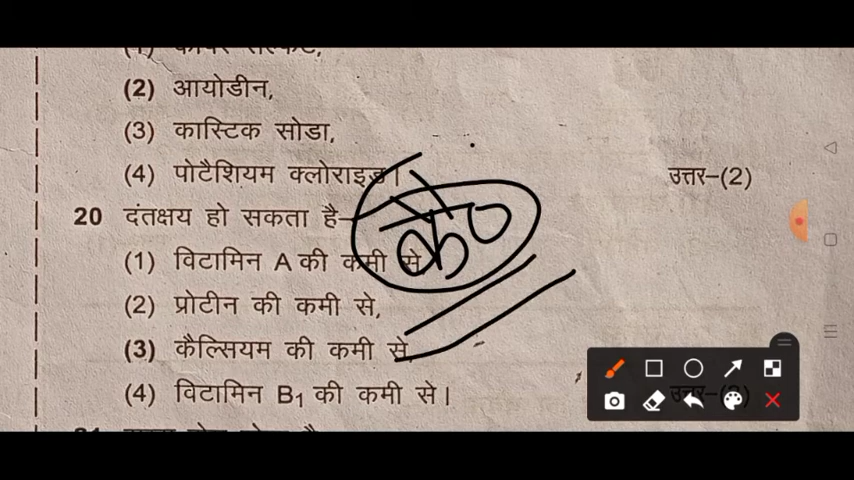 (2) आयोडीन,
(3) कास्टिक सोडा,
(4) पोटैशियम क्लोराइड। उत्तर–(2)
20 दंतक्षय हो सकता है–
कै०
(1) विटामिन A की कमी से,
(2) प्रोटीन की कमी से,
(3) कैल्सियम की कमी से,
(4) विटामिन B₁ की कमी से।